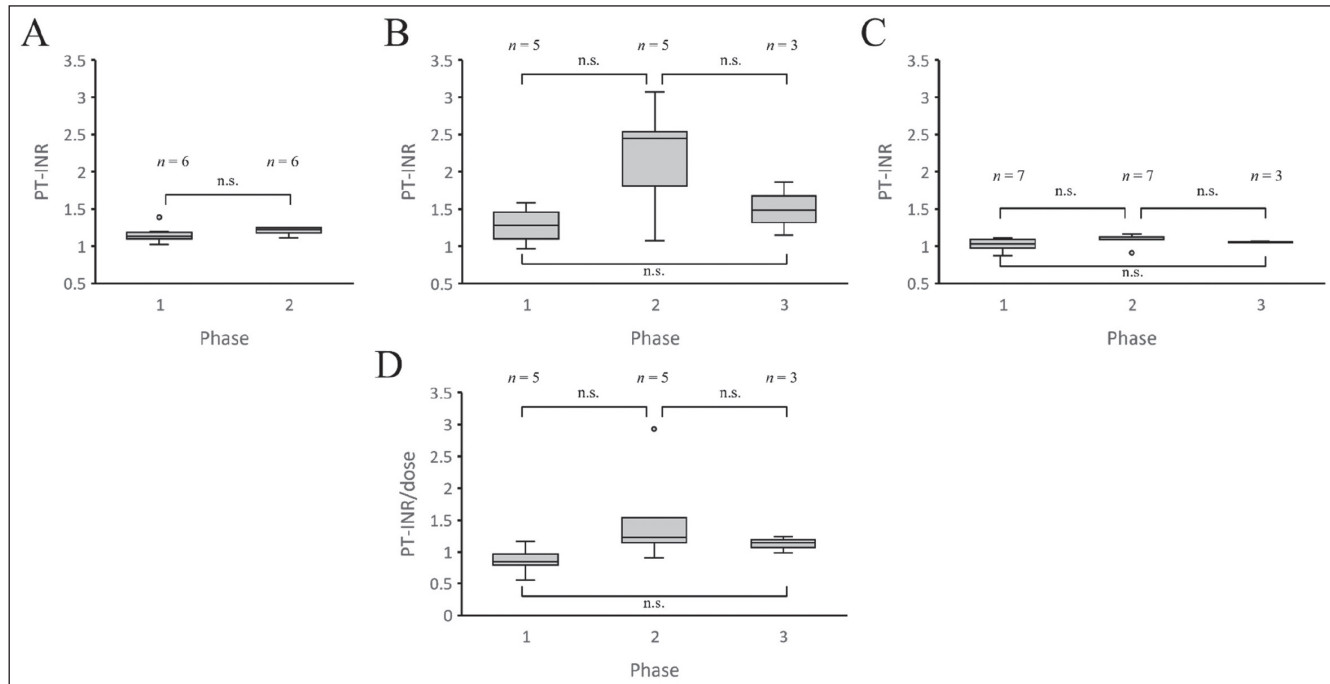 A
3.5
3
2.5
2
1.5
1
0.5
PT-INR
n = 6
n = 6
n.s.
1
2
Phase
B
n = 5
n = 5
n = 3
3.5
3
2.5
2
1.5
1
0.5
PT-INR
n.s.
n.s.
n.s.
1
2
3
Phase
C
3.5
3
2.5
2
1.5
1
0.5
PT-INR
n = 7
n = 7
n = 3
n.s.
n.s.
n.s.
1
2
3
Phase
D
n = 5
n = 5
n = 3
3.5
3
2.5
2
1.5
1
0.5
0
PT-INR/dose
n.s.
n.s.
n.s.
1
2
3
Phase